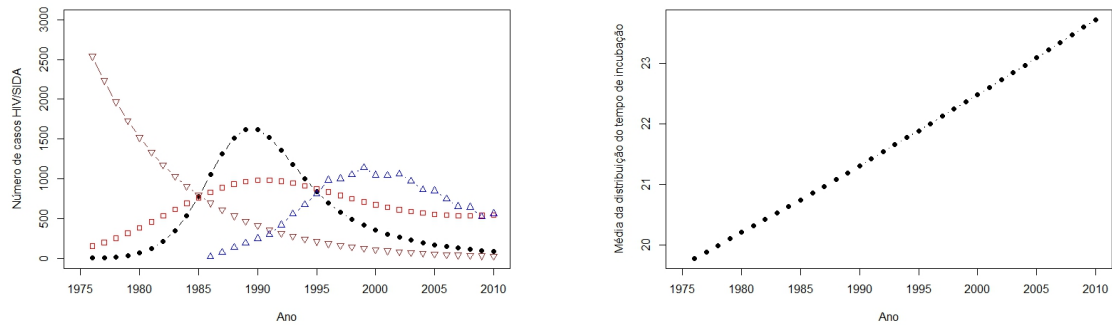 Número de casos HIV/SIDA
3000
2500
2000
1500
1000
500
0
1975 1980 1985 1990 1995 2000 2005 2010
Ano
Média da distribuição do tempo de incubação
23
22
21
20
1975 1980 1985 1990 1995 2000 2005 2010
Ano